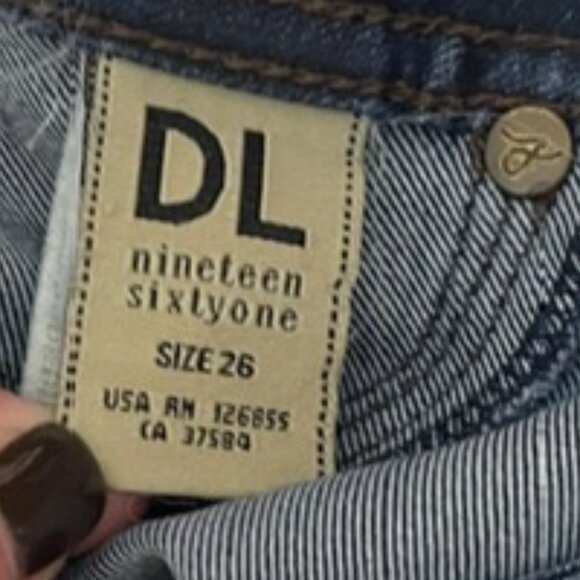 DL
nineteen
sixtyone
SIZE 26
USA RN 126855
CA 37584